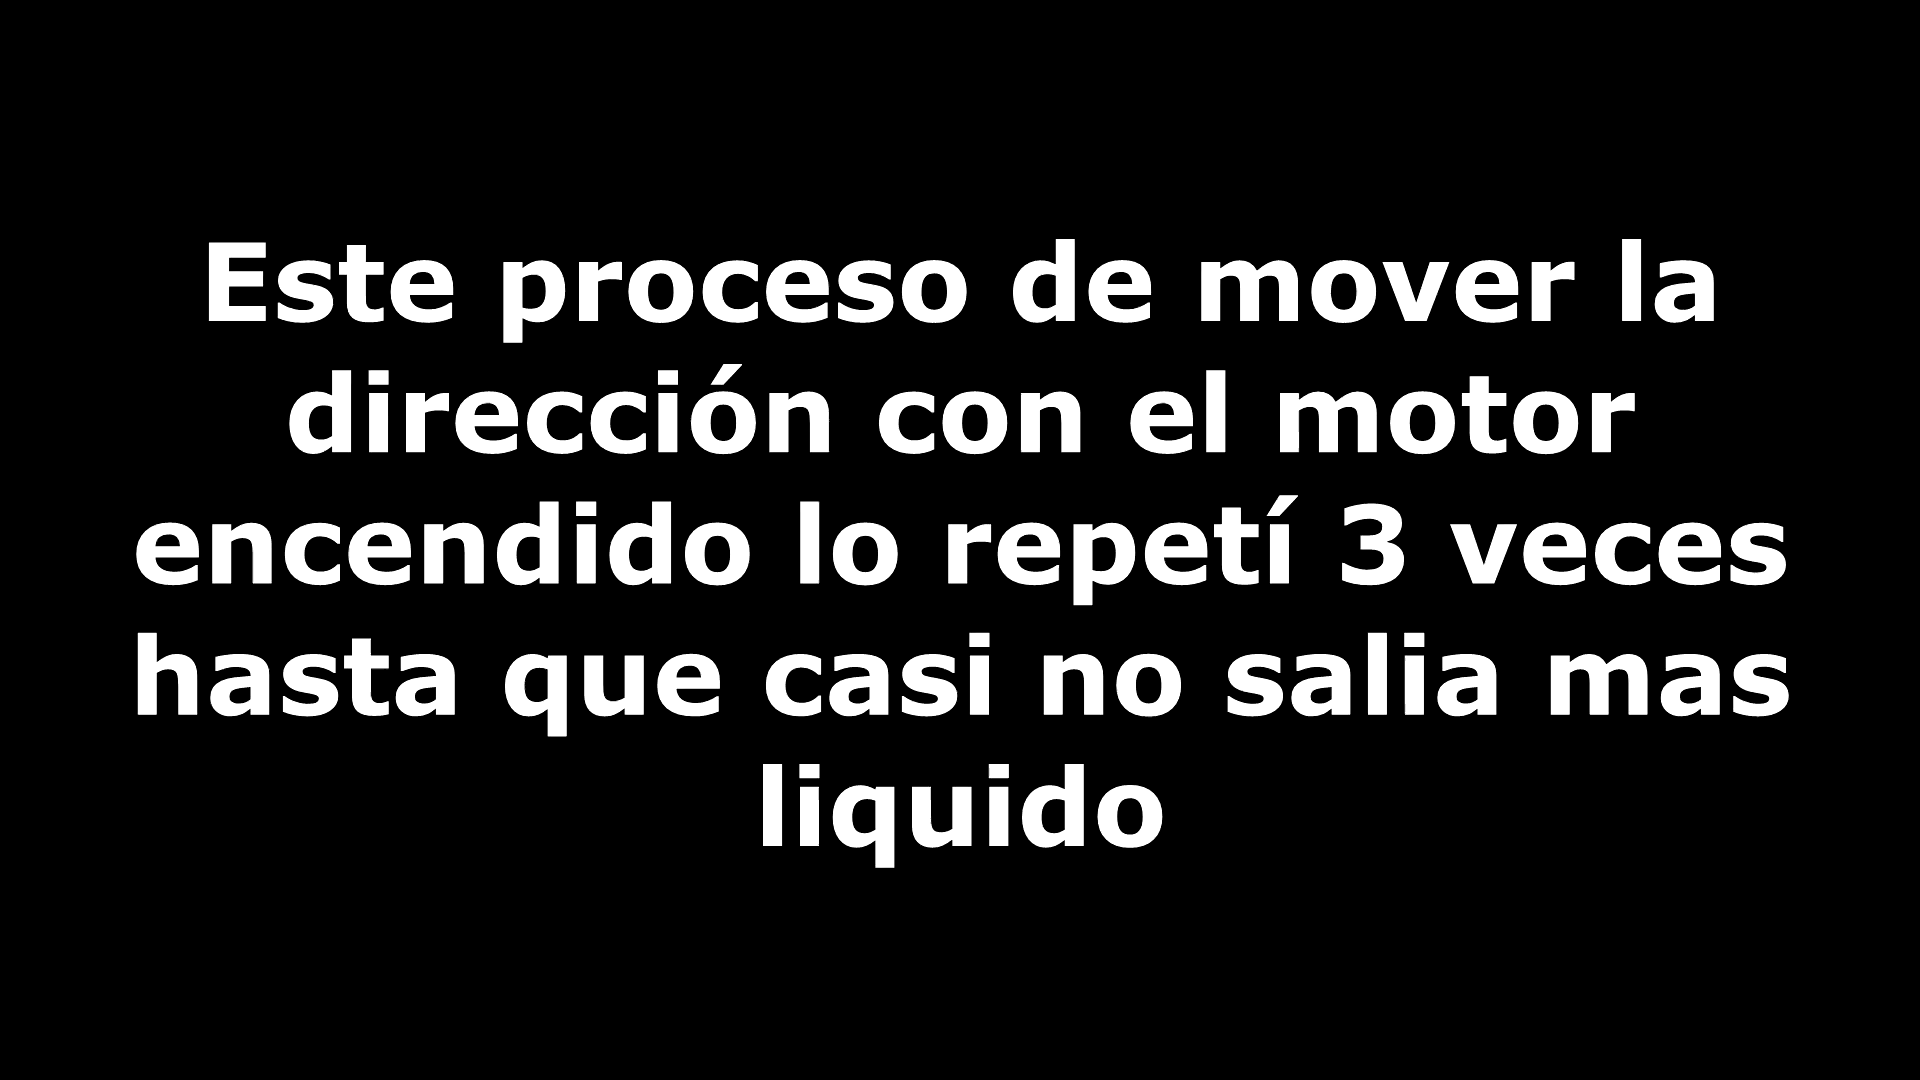 Este proceso de mover la
dirección con el motor
encendido lo repetí 3 veces
hasta que casi no salia mas
liquido